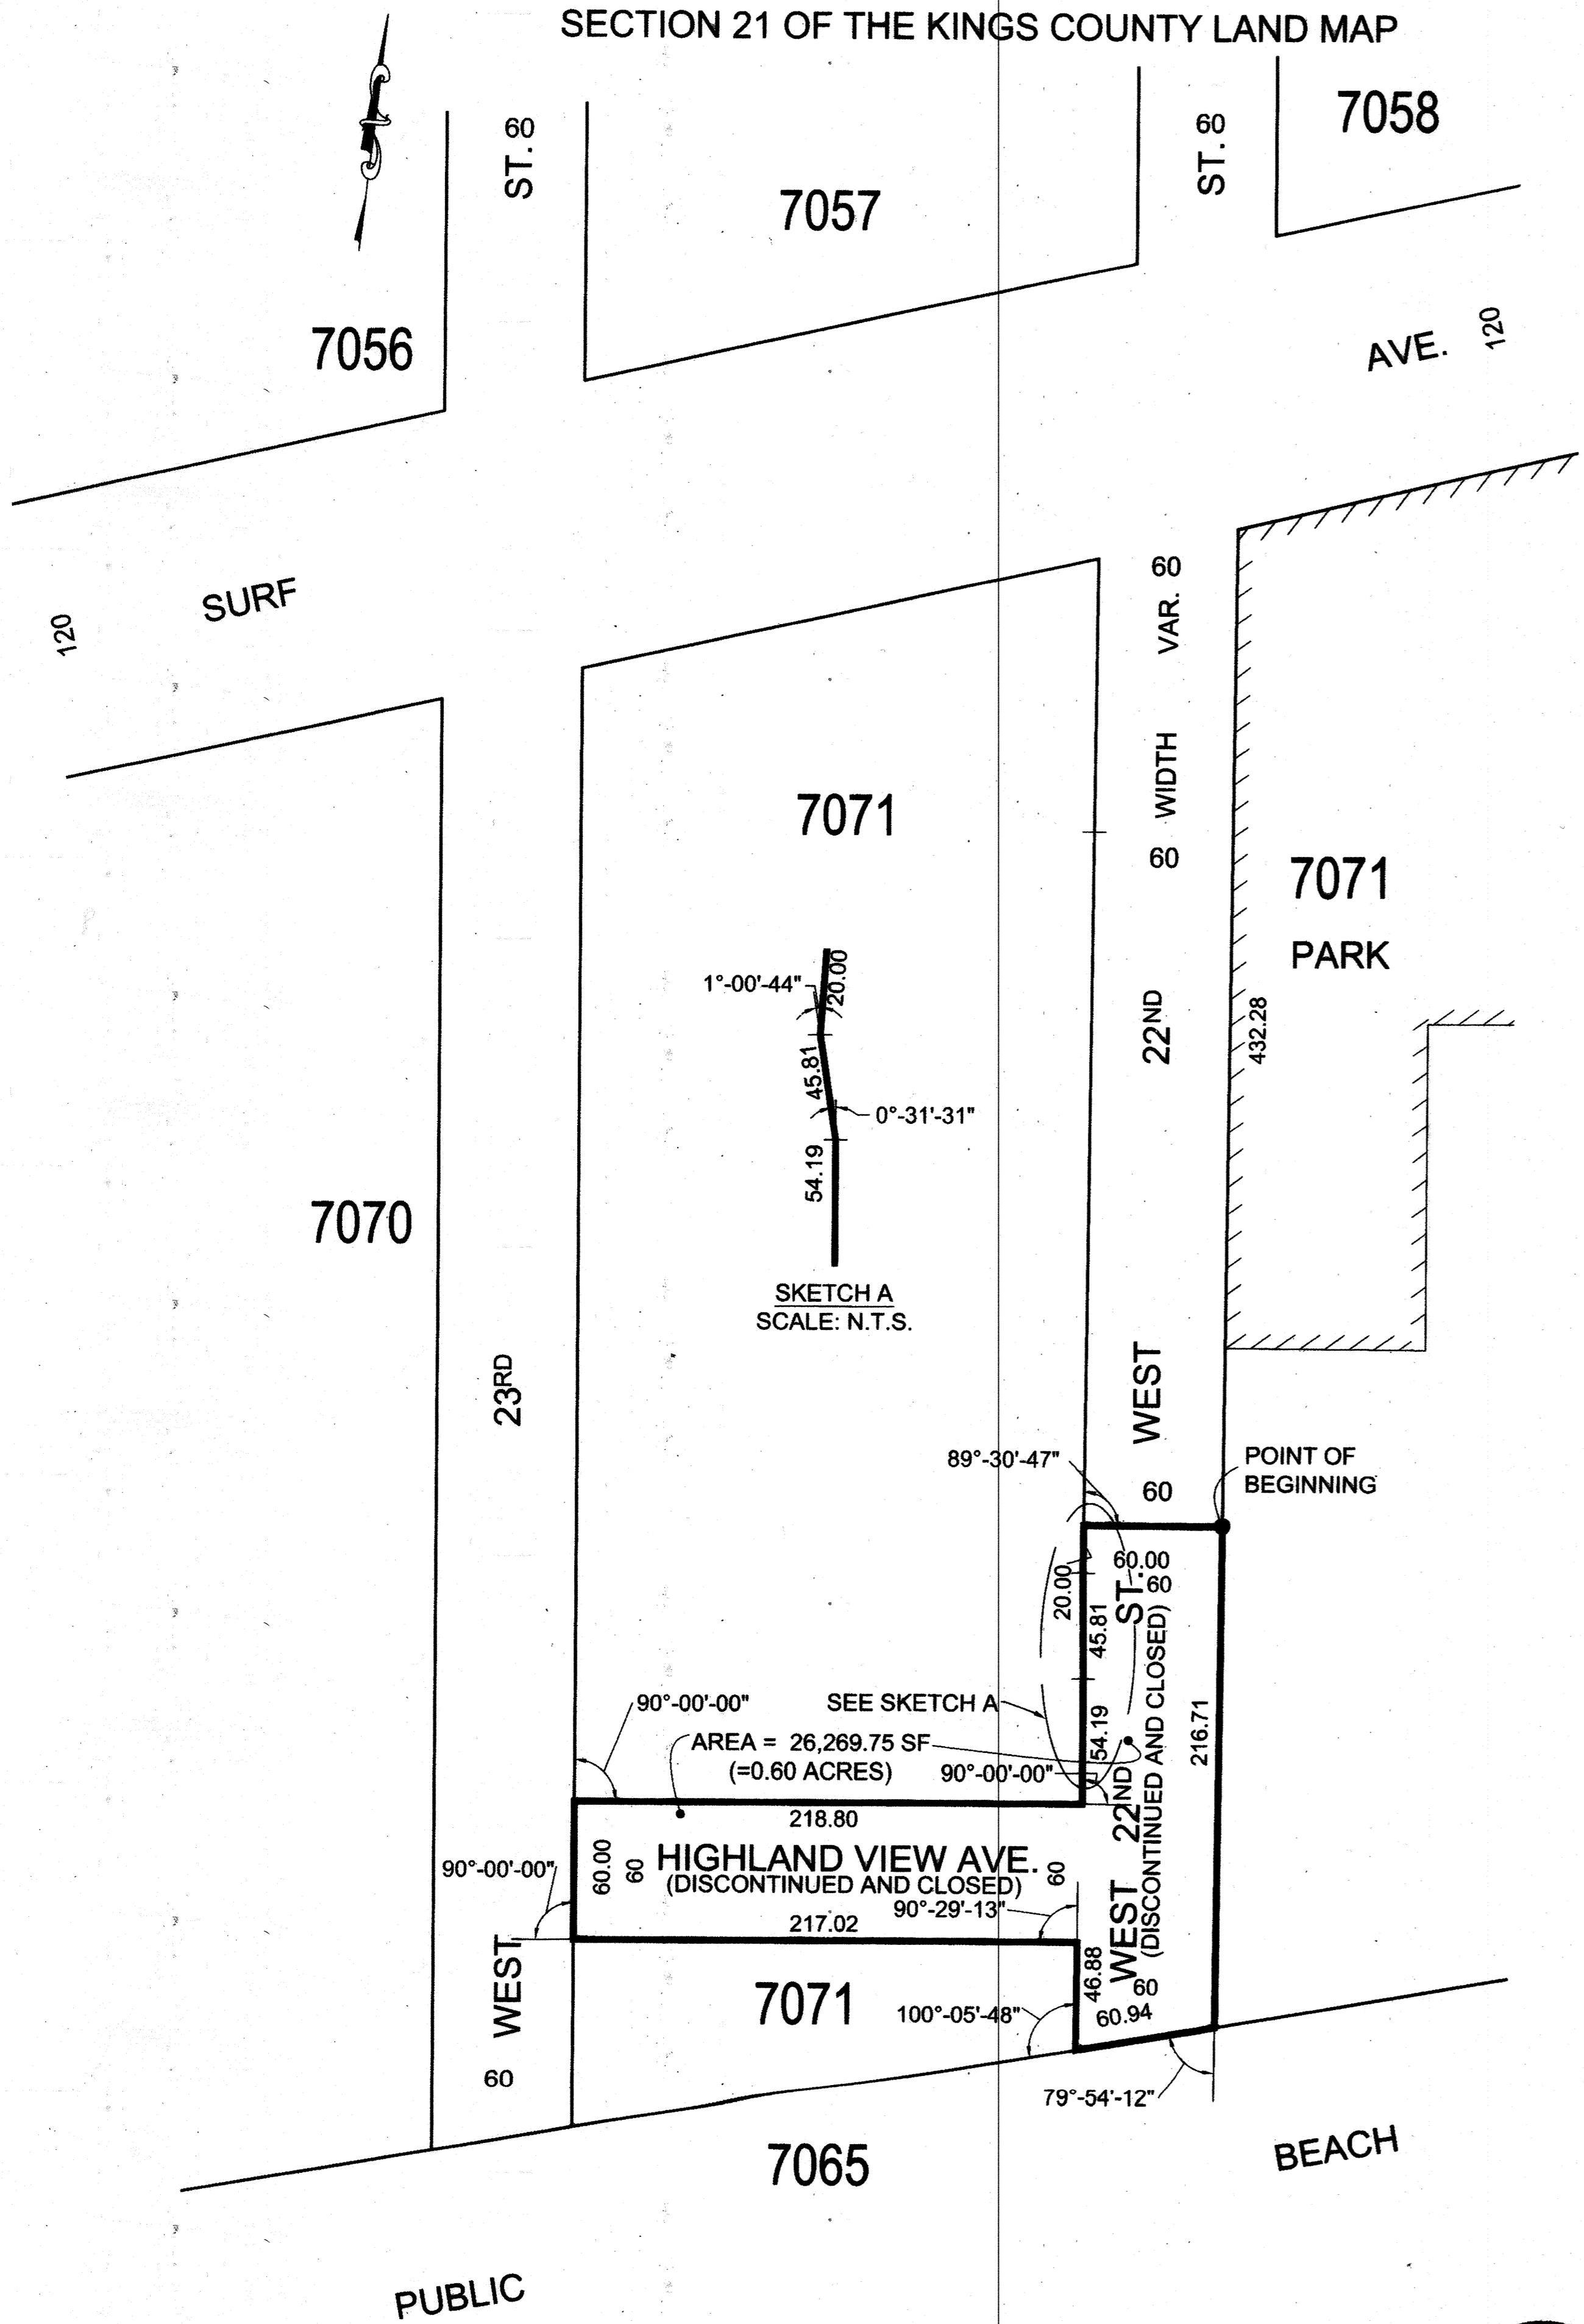 SECTION 21 OF THE KINGS COUNTY LAND MAP
ST. 60
7057
ST. 60
7058
7056
AVE. 120
120
SURF
60
VAR.
WIDTH
60
7071
7071
PARK
22ND
432.28
1°-00'-44"
20.00
45.81
0°-31'-31"
54.19
SKETCH A
SCALE: N.T.S.
7070
23RD
WEST
89°-30'-47"
60
POINT OF
BEGINNING
60.00
60
20.00
45.81
54.19
WEST 22ND ST.
(DISCONTINUED AND CLOSED)
216.71
90°-00'-00"
SEE SKETCH A
AREA = 26,269.75 SF
(=0.60 ACRES)
90°-00'-00"
218.80
90°-00'-00"
60.00
60
HIGHLAND VIEW AVE.
(DISCONTINUED AND CLOSED)
60
90°-29'-13"
217.02
WEST
60
7071
46.88
60
60.94
100°-05'-48"
79°-54'-12"
7065
PUBLIC
BEACH